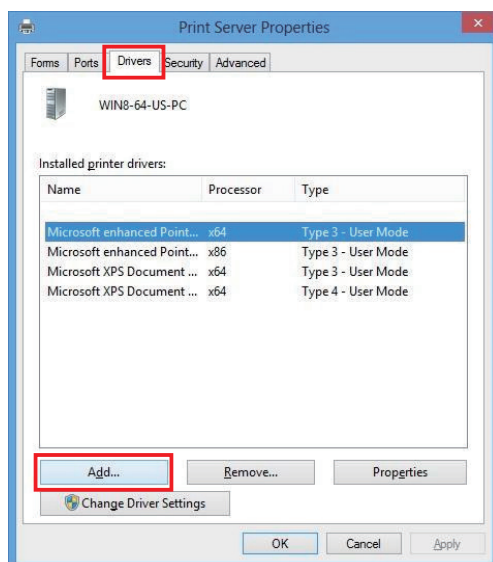 Print Server Properties
Forms Ports Drivers Security Advanced
WIN8-64-US-PC
Installed printer drivers:
Name Processor Type
Microsoft enhanced Point... x64 Type 3 - User Mode
Microsoft enhanced Point... x86 Type 3 - User Mode
Microsoft XPS Document ... x64 Type 3 - User Mode
Microsoft XPS Document ... x64 Type 4 - User Mode
Add... Remove... Properties
Change Driver Settings
OK Cancel Apply